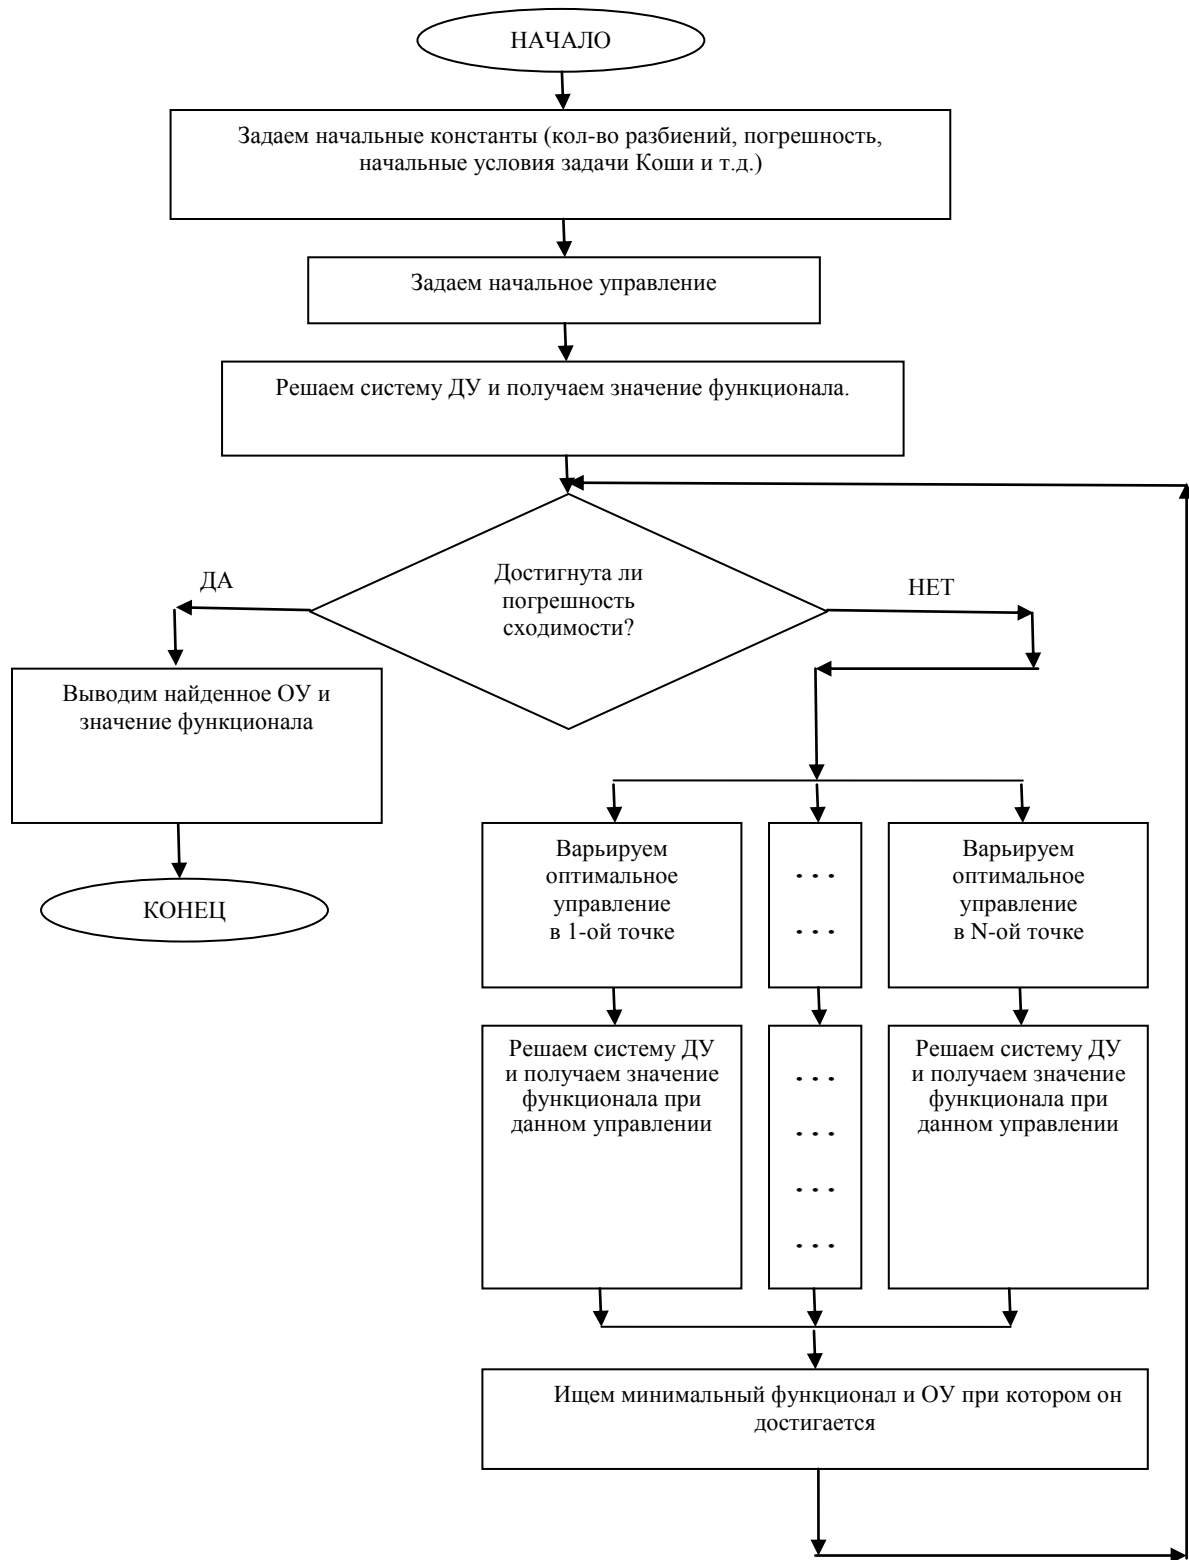 НАЧАЛО
Задаем начальные константы (кол-во разбиений, погрешность,
начальные условия задачи Коши и т.д.)
Задаем начальное управление
Решаем систему ДУ и получаем значение функционала.
Достигнута ли
погрешность
сходимости?
ДА
НЕТ
Выводим найденное ОУ и
значение функционала
КОНЕЦ
Варьируем
оптимальное
управление
в 1-ой точке
. . .
. . .
Варьируем
оптимальное
управление
в N-ой точке
Решаем систему ДУ
и получаем значение
функционала при
данном управлении
. . .
. . .
. . .
. . .
Решаем систему ДУ
и получаем значение
функционала при
данном управлении
Ищем минимальный функционал и ОУ при котором он
достигается